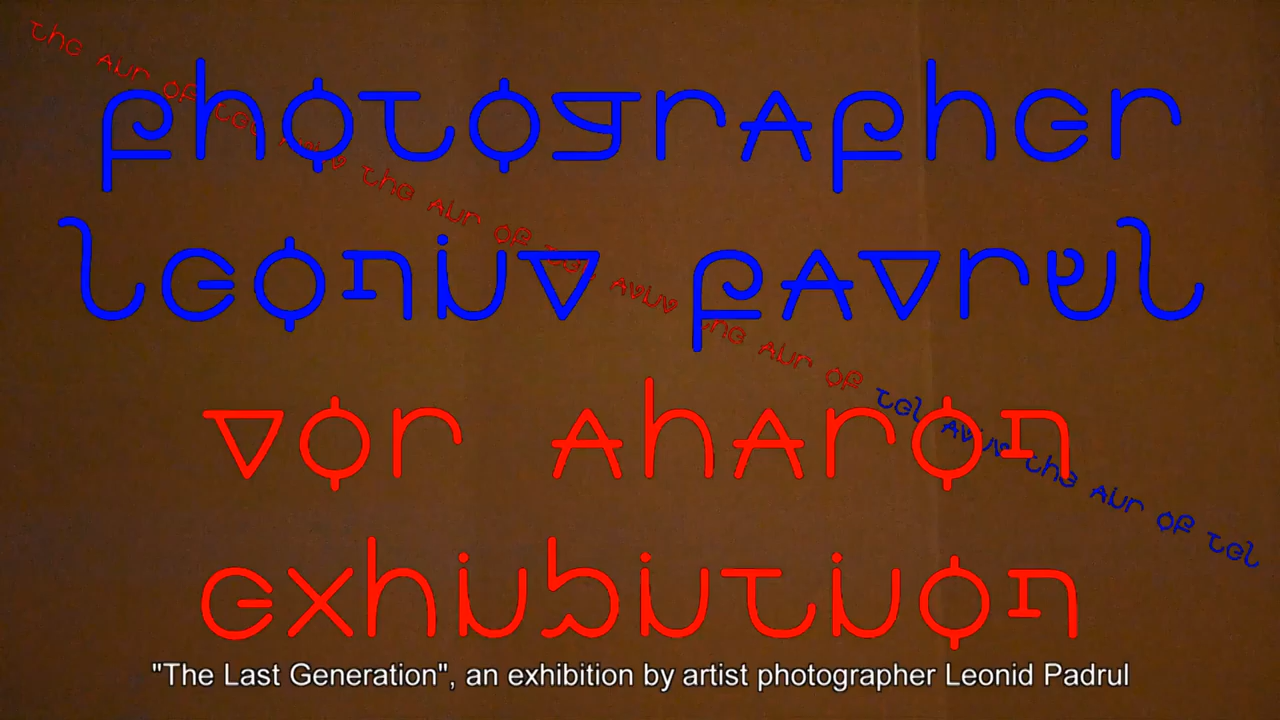 the air of tel aviv the air of tel aviv the air of tel aviv the air of tel
photographer
leonid padrul
dor aharon
exhibition
"The Last Generation", an exhibition by artist photographer Leonid Padrul